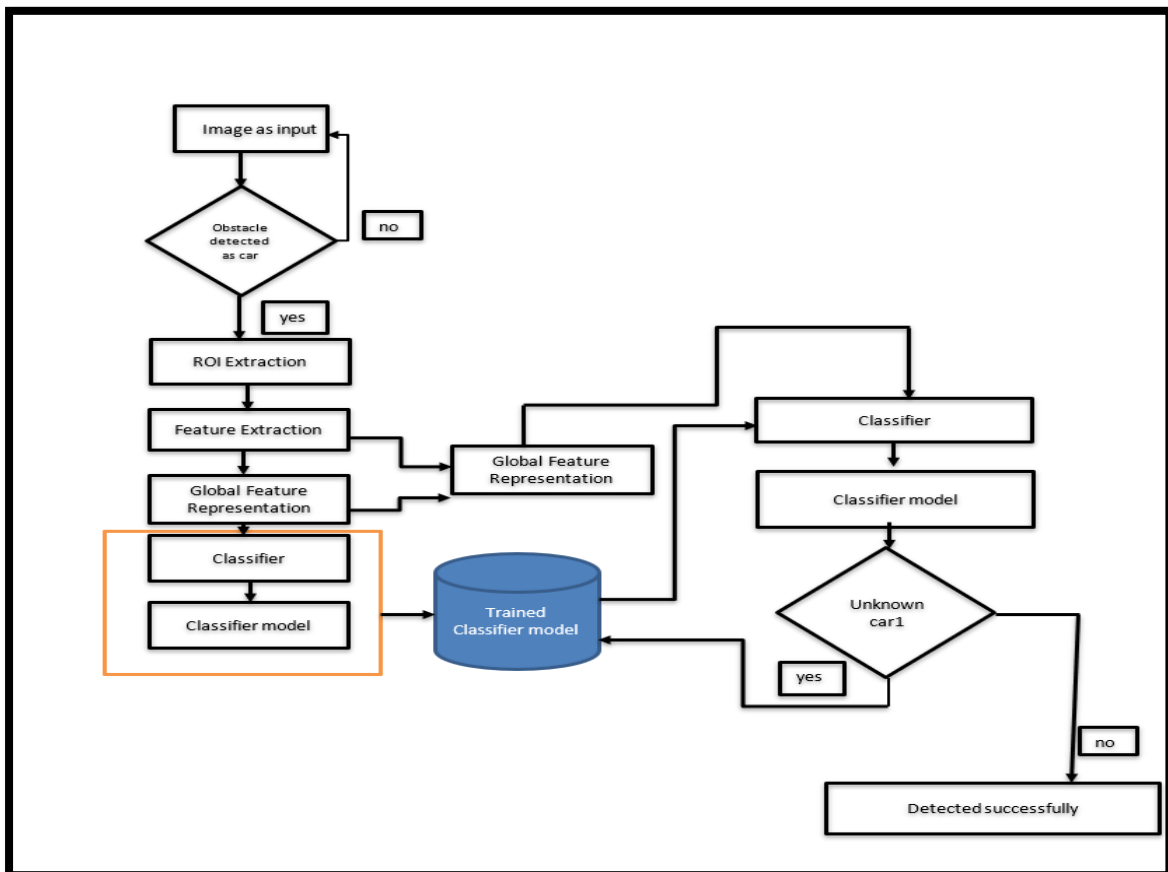 Image as input
Obstacle
detected
as car
no
yes
ROI Extraction
Feature Extraction
Global Feature
Representation
Classifier
Classifier model
Global Feature
Representation
Trained
Classifier model
Classifier
Classifier model
Unknown
car1
yes
no
Detected successfully